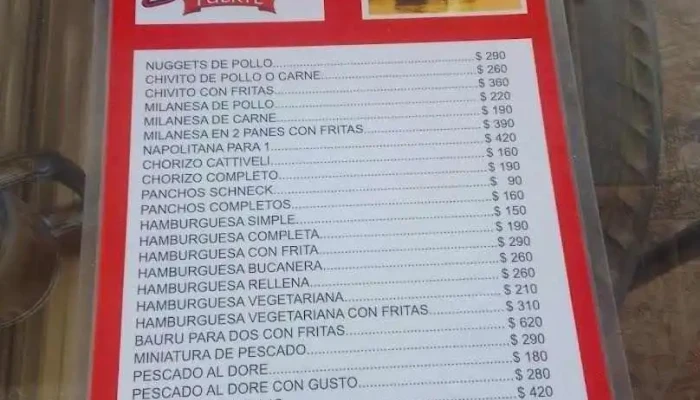 FUERTE
NUGGETS DE POLLO $ 290
CHIVITO DE POLLO O CARNE $ 260
CHIVITO CON FRITAS $ 360
MILANESA DE POLLO $ 220
MILANESA DE CARNE $ 190
MILANESA EN 2 PANES CON FRITAS $ 390
NAPOLITANA PARA 1 $ 420
CHORIZO CATTIVELI $ 160
CHORIZO COMPLETO $ 190
PANCHOS SCHNECK $ 90
PANCHOS COMPLETOS $ 160
HAMBURGUESA SIMPLE $ 150
HAMBURGUESA COMPLETA $ 190
HAMBURGUESA CON FRITA $ 290
HAMBURGUESA BUCANERA $ 260
HAMBURGUESA RELLENA $ 260
HAMBURGUESA VEGETARIANA $ 210
HAMBURGUESA VEGETARIANA CON FRITAS $ 310
BAURU PARA DOS CON FRITAS $ 620
MINIATURA DE PESCADO $ 290
PESCADO AL DORE $ 180
PESCADO AL DORE CON GUSTO $ 280
$ 420